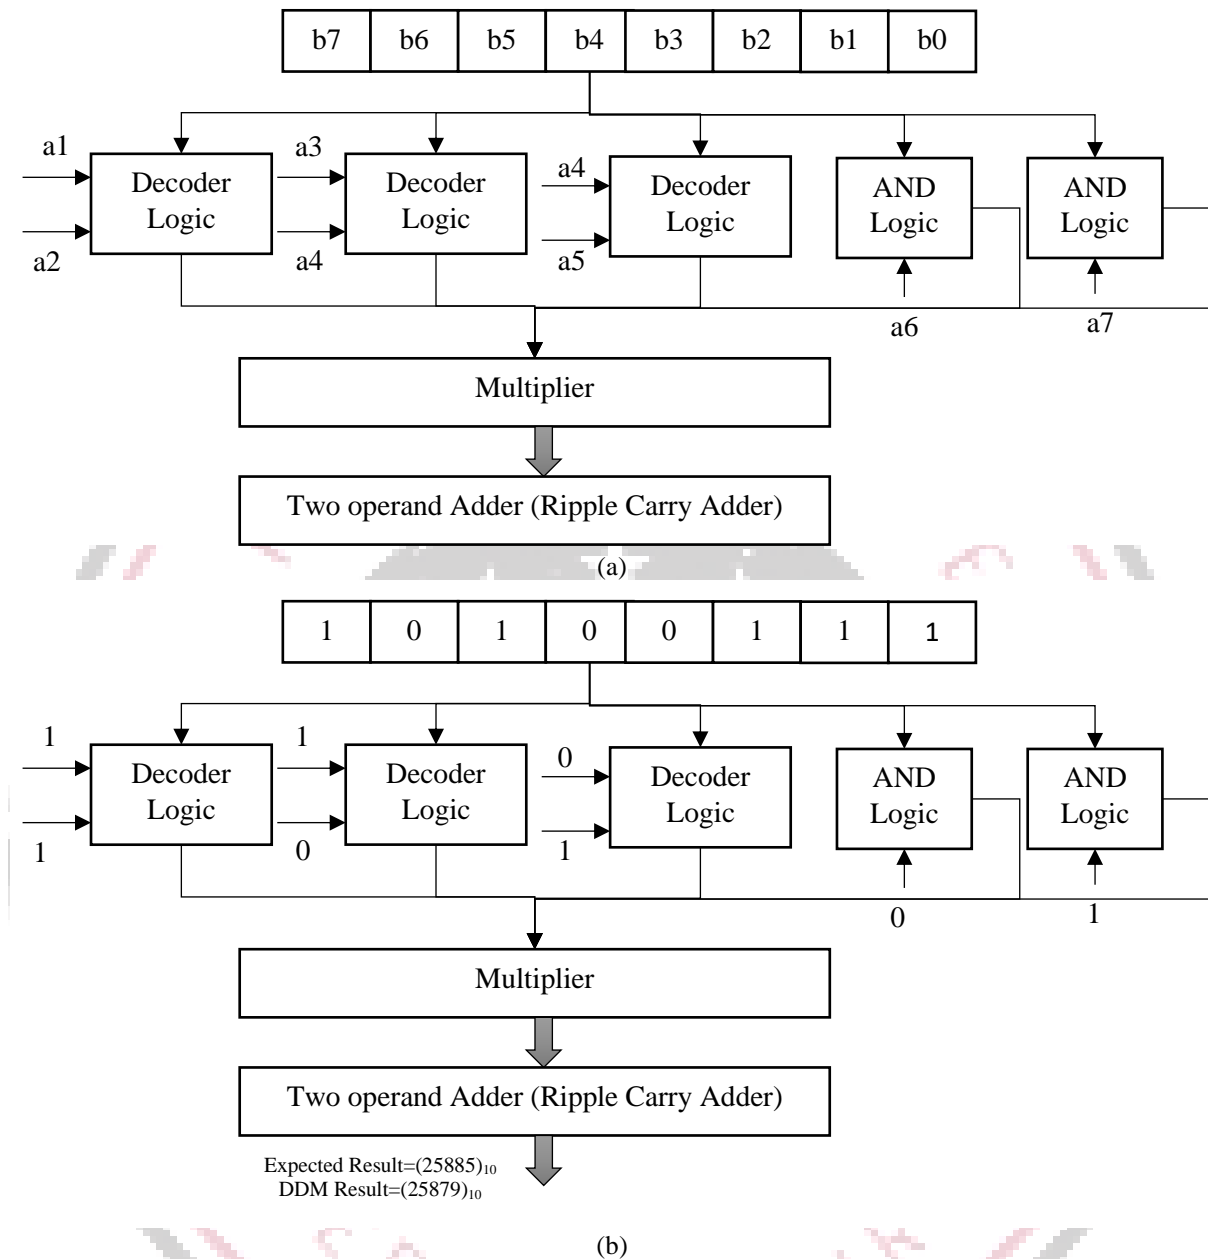 b7 b6 b5 b4 b3 b2 b1 b0
a1 a3 a4
Decoder Logic
Decoder Logic
Decoder Logic
AND Logic
AND Logic
a2 a4 a5
a6 a7
Multiplier
Two operand Adder (Ripple Carry Adder)
(a)
1 0 1 0 0 1 1 1
1 1 0
Decoder Logic
Decoder Logic
Decoder Logic
AND Logic
AND Logic
1 0 1
0 1
Multiplier
Two operand Adder (Ripple Carry Adder)
Expected Result=(25885)₁₀
DDM Result=(25879)₁₀
(b)